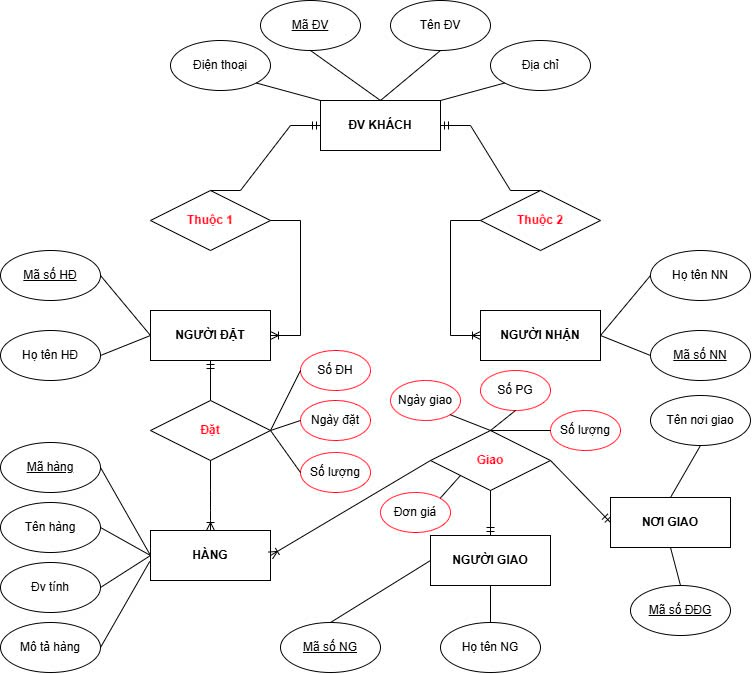 Mã ĐV
Tên ĐV
Điện thoại
Địa chỉ
ĐV KHÁCH
Thuộc 1
Thuộc 2
Mã số HĐ
Họ tên NN
NGƯỜI ĐẶT
NGƯỜI NHẬN
Họ tên HĐ
Mã số NN
Số ĐH
Số PG
Ngày giao
Ngày đặt
Tên nơi giao
Đặt
Số lượng
Giao
Mã hàng
Số lượng
Đơn giá
Tên hàng
NƠI GIAO
HÀNG
NGƯỜI GIAO
Đv tính
Mã số ĐĐG
Mô tả hàng
Mã số NG
Họ tên NG